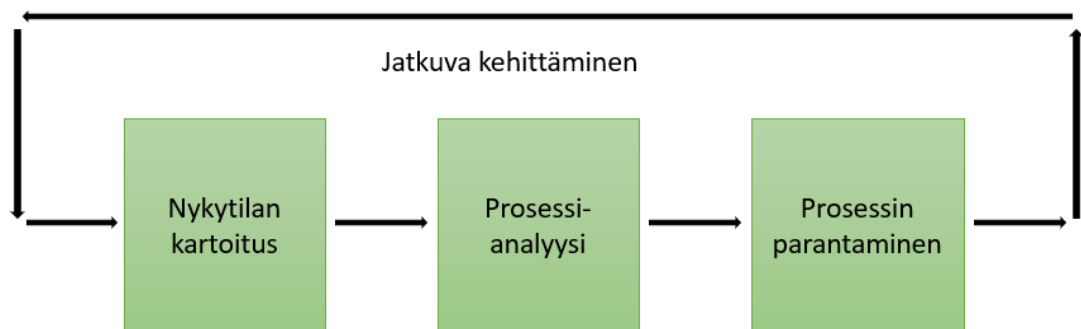 Jatkuva kehittäminen
Nykytilan
kartoitus
Prosessi-
analyysi
Prosessin
parantaminen